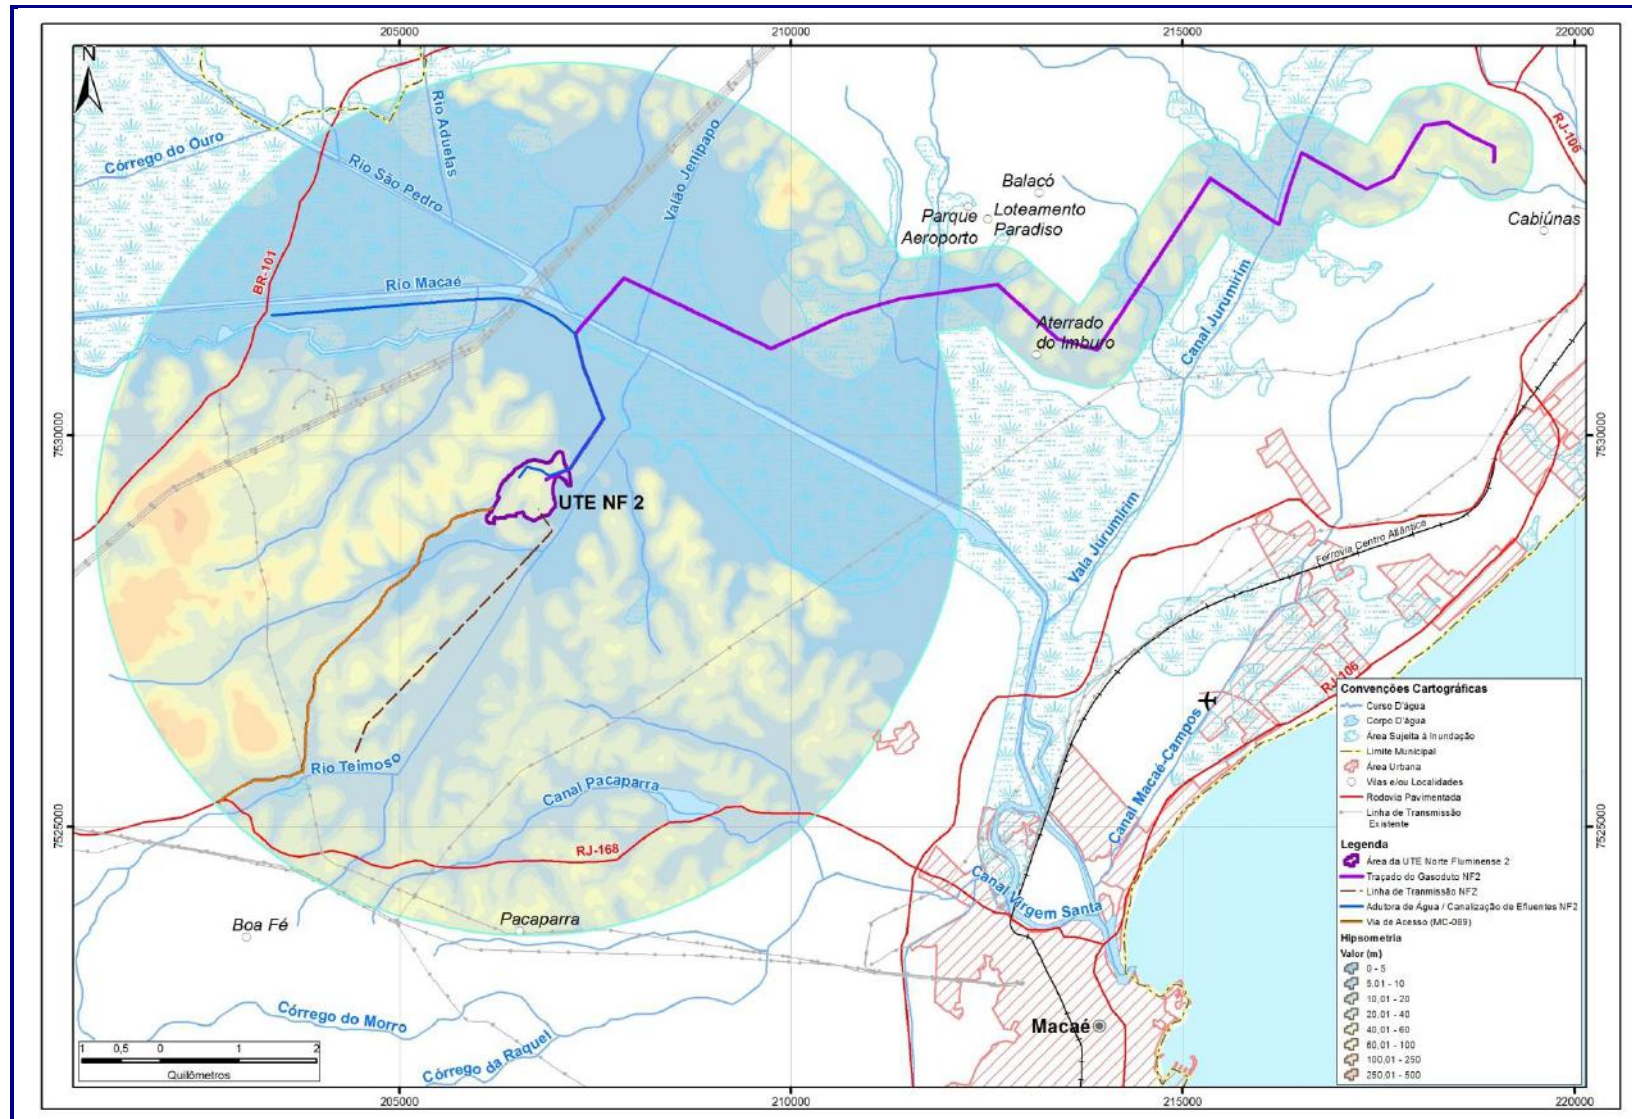 205000
210000
215000
220000
N
Córrego do Ouro
Rio Aduelas
Rio São Pedro
Valão Jenipapo
BR-101
Rio Macaé
Balacó
Parque
Aeroporto
Loteamento
Paradiso
RJ-106
Cabiúnas
Canal Jurumirim
Aterrado
do Imburo
7530000
7530000
UTE NF 2
Vala Jurumirim
Ferrovia Centro Atlântica
RJ-106
Rio Teimoso
Canal Pacaparra
Canal Macaé-Campos
7525000
7525000
RJ-168
Canal Virgem Santa
Boa Fé
Pacaparra
Córrego do Morro
Córrego da Raquel
Macaé
1 0,5 0 1 2
Quilômetros
Convenções Cartográficas
Curso D'água
Corpo D'água
Área Sujeita à Inundação
Limite Municipal
Área Urbana
Vilas e/ou Localidades
Rodovia Pavimentada
Linha de Transmissão
Existente
Legenda
Área da UTE Norte Fluminense 2
Traçado do Gasoduto NF2
Linha de Tranmissão NF2
Adutora de Água / Canalização de Efluentes NF2
Via de Acesso (MC-089)
Hipsometria
Valor (m)
0 - 5
5,01 - 10
10,01 - 20
20,01 - 40
40,01 - 60
60,01 - 100
100,01 - 250
250,01 - 500
205000
210000
215000
220000